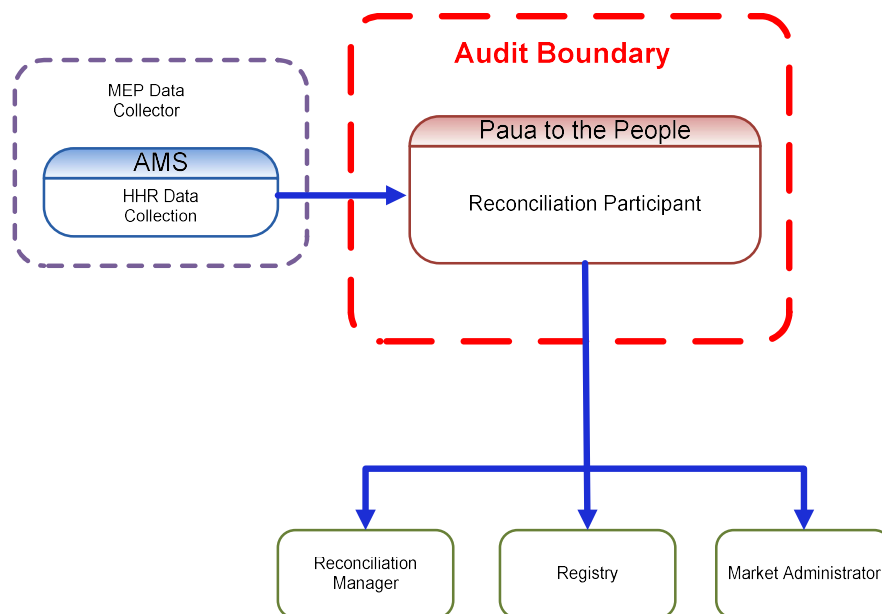 Audit Boundary
MEP Data
Collector
Paua to the People
AMS
HHR Data
Collection
Reconciliation Participant
Reconciliation
Manager
Registry
Market Administrator